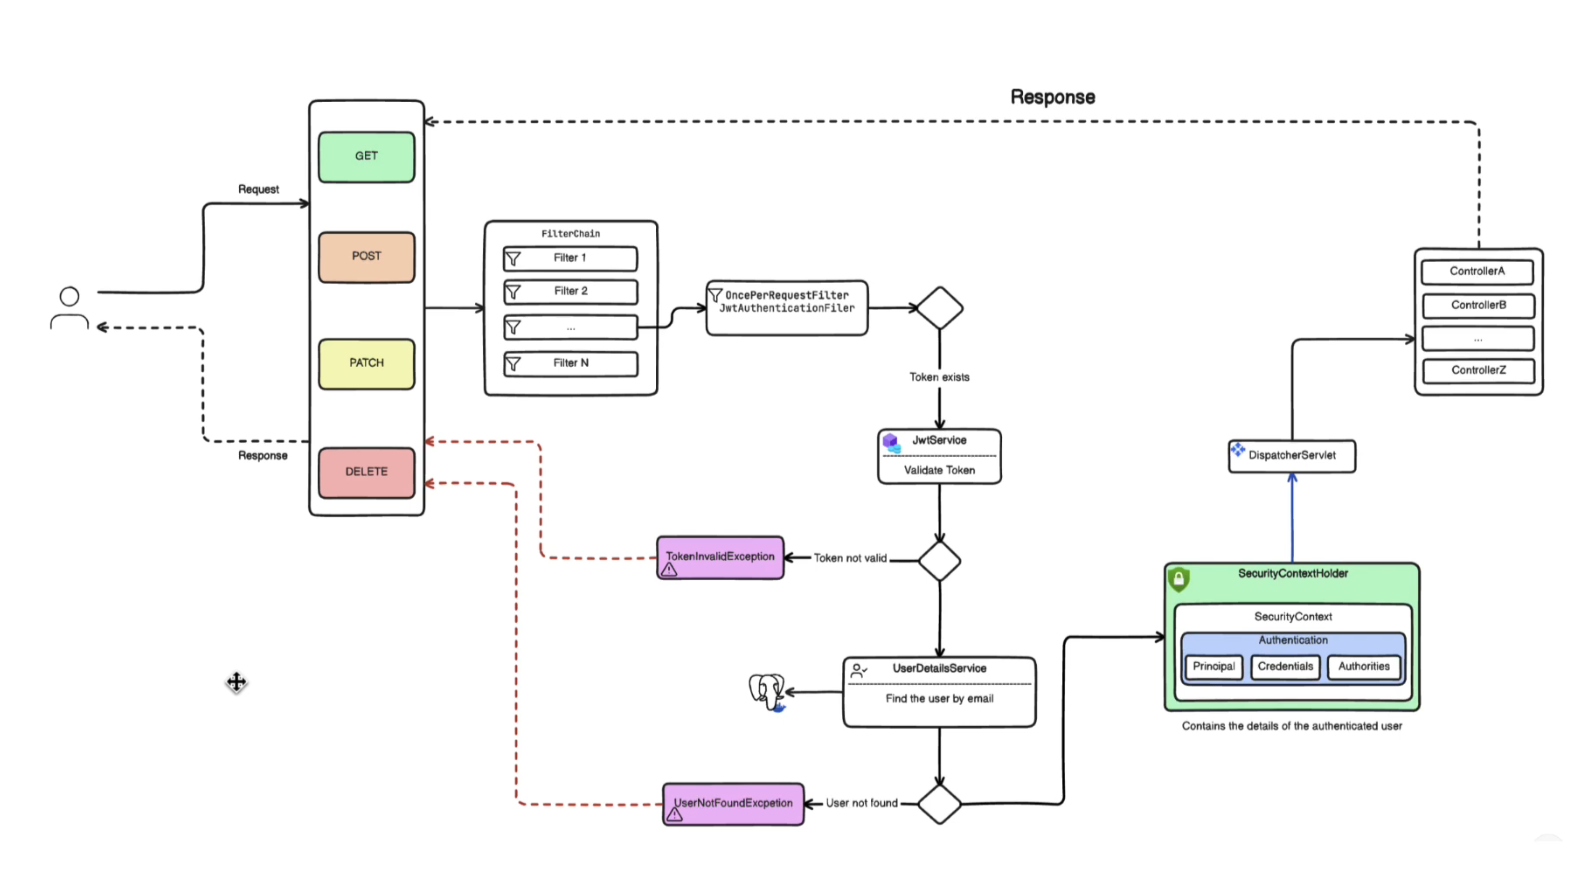 Response
GET
Request
POST
PATCH
DELETE
Response
FilterChain
Filter 1
Filter 2
...
Filter N
OncePerRequestFilter
JwtAuthenticationFiler
Token exists
JwtService
Validate Token
Token not valid
TokenInvalidException
UserDetailsService
Find the user by email
User not found
UserNotFoundExcpetion
SecurityContextHolder
SecurityContext
Authentication
Principal
Credentials
Authorities
Contains the details of the authenticated user
DispatcherServlet
ControllerA
ControllerB
...
ControllerZ